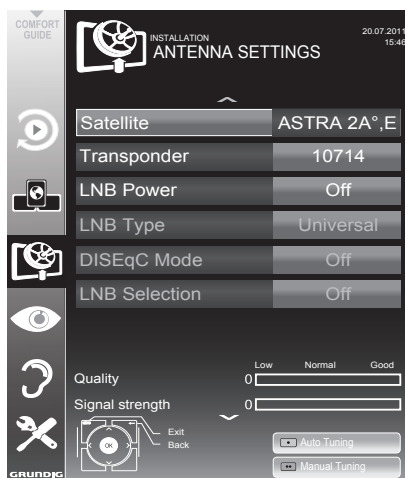 COMFORT
GUIDE
INSTALLATION
ANTENNA SETTINGS
20.07.2011
15:46
Satellite ASTRA 2A°,E
Transponder 10714
LNB Power Off
LNB Type Universal
DISEqC Mode Off
LNB Selection Off
Low Normal Good
Quality 0
Signal strength 0
Exit
Back
OK
Auto Tuning
Manual Tuning
GRUNDIG